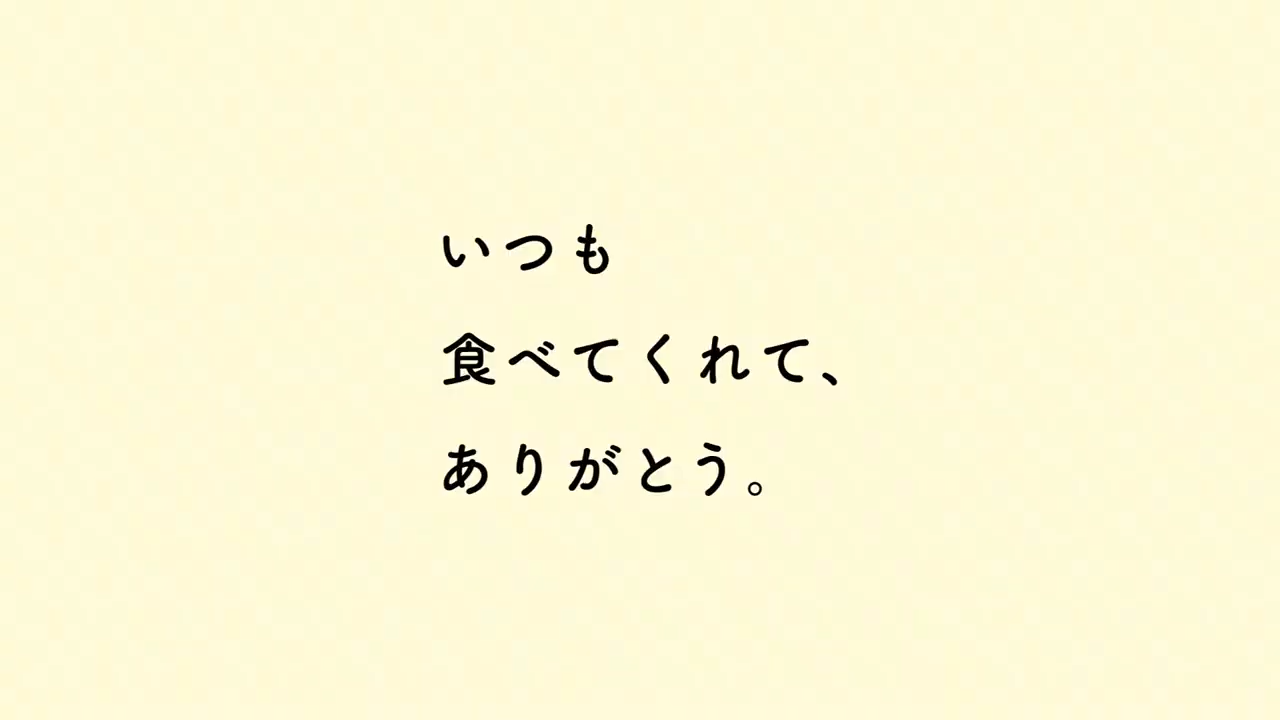 いつも
食べてくれて、
ありがとう。